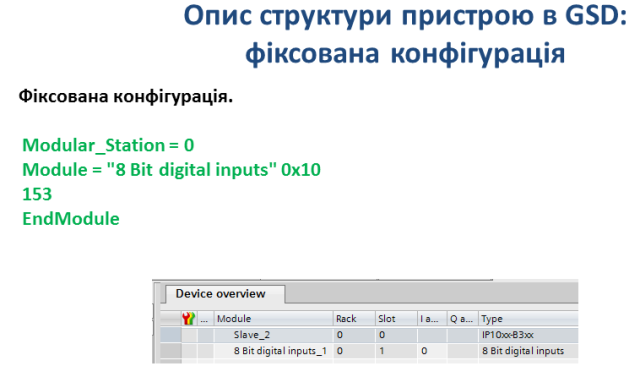 Опис структури пристрою в GSD:
фіксована конфігурація
Фіксована конфігурація.
Modular_Station = 0
Module = "8 Bit digital inputs" 0x10
153
EndModule
Device overview
... Module Rack Slot I a... Q a... Type
Slave_2 0 0 IP10xx-B3xx
8 Bit digital inputs_1 0 1 0 8 Bit digital inputs